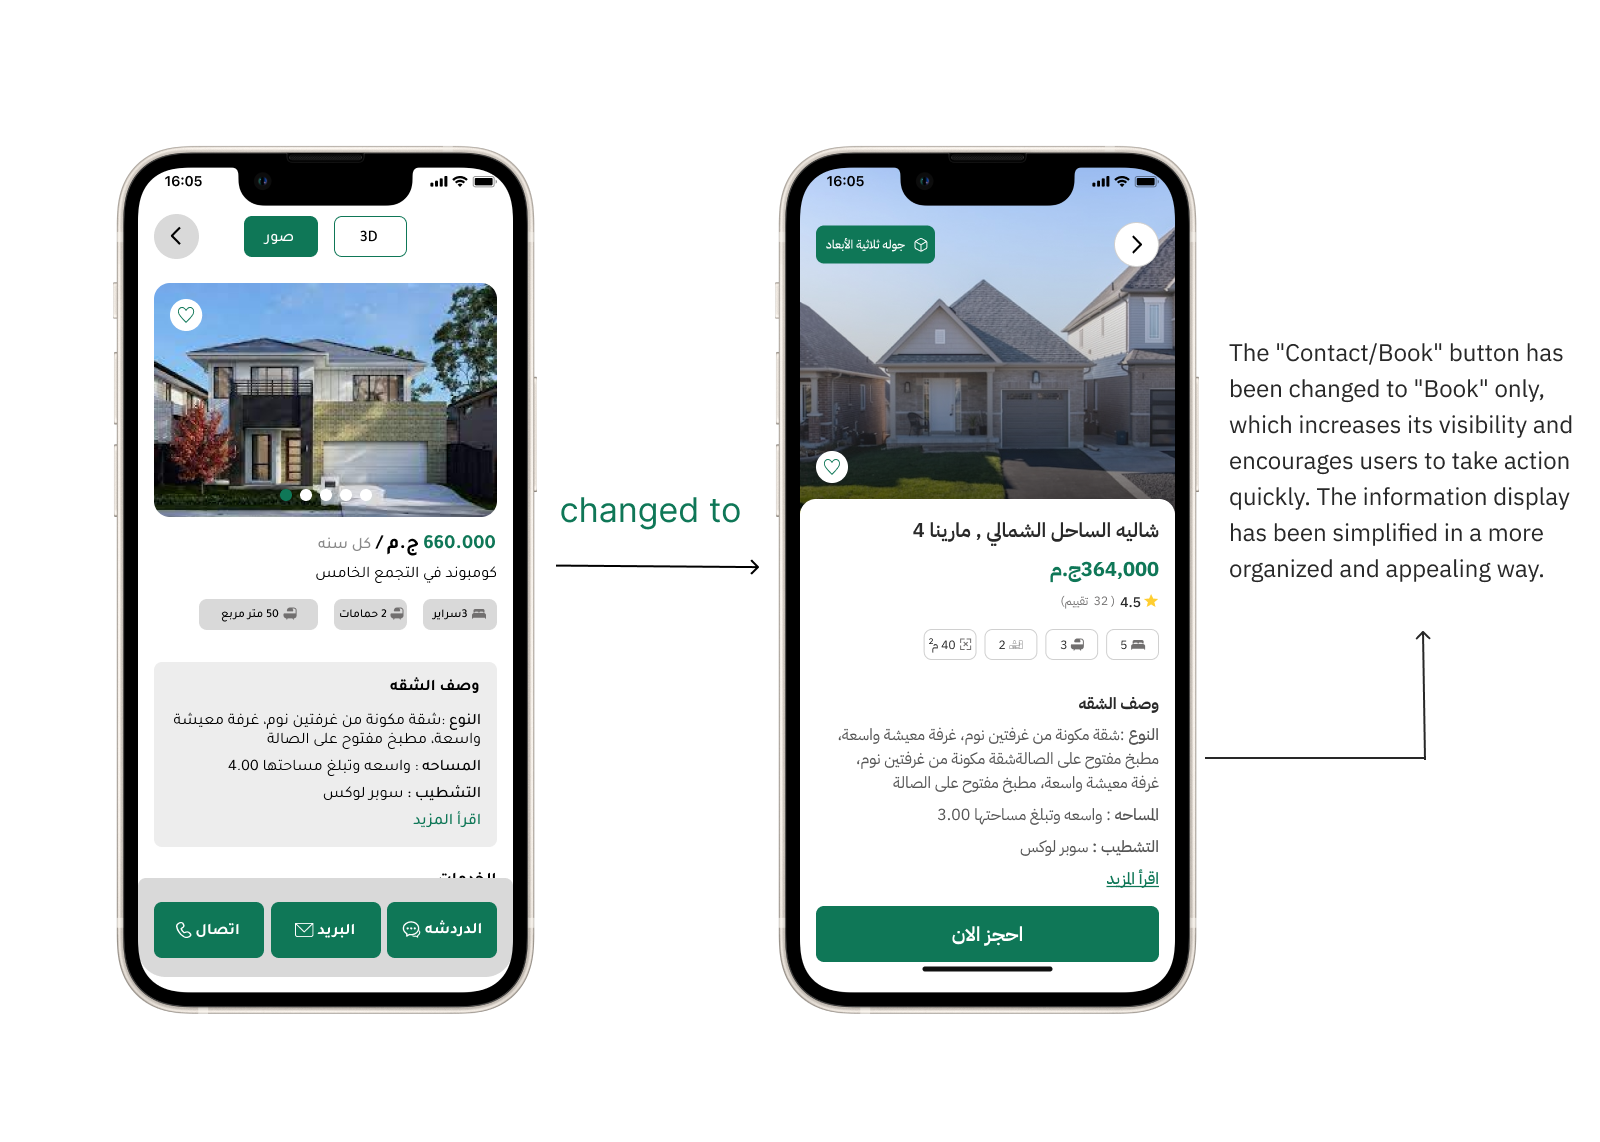 16:05
صور
3D
660.000 ج.م / كل سنه
كومبوند في التجمع الخامس
3سراير
2 حمامات
50 متر مربع
وصف الشقه
النوع :شقة مكونة من غرفتين نوم، غرفة معيشة
واسعة، مطبخ مفتوح على الصالة
المساحه : واسعه وتبلغ مساحتها 4.00
التشطيب : سوبر لوكس
اقرأ المزيد
الدردشه
البريد
اتصال
changed to
16:05
جوله ثلاثية الأبعاد
شاليه الساحل الشمالي , مارينا 4
364,000ج.م
4.5 ( 32 تقييم)
5
3
2
40 م²
وصف الشقه
النوع :شقة مكونة من غرفتين نوم، غرفة معيشة واسعة،
مطبخ مفتوح على الصالةشقة مكونة من غرفتين نوم،
غرفة معيشة واسعة، مطبخ مفتوح على الصالة
المساحه : واسعه وتبلغ مساحتها 3.00
التشطيب : سوبر لوكس
اقرأ المزيد
احجز الان
The "Contact/Book" button has
been changed to "Book" only,
which increases its visibility and
encourages users to take action
quickly. The information display
has been simplified in a more
organized and appealing way.